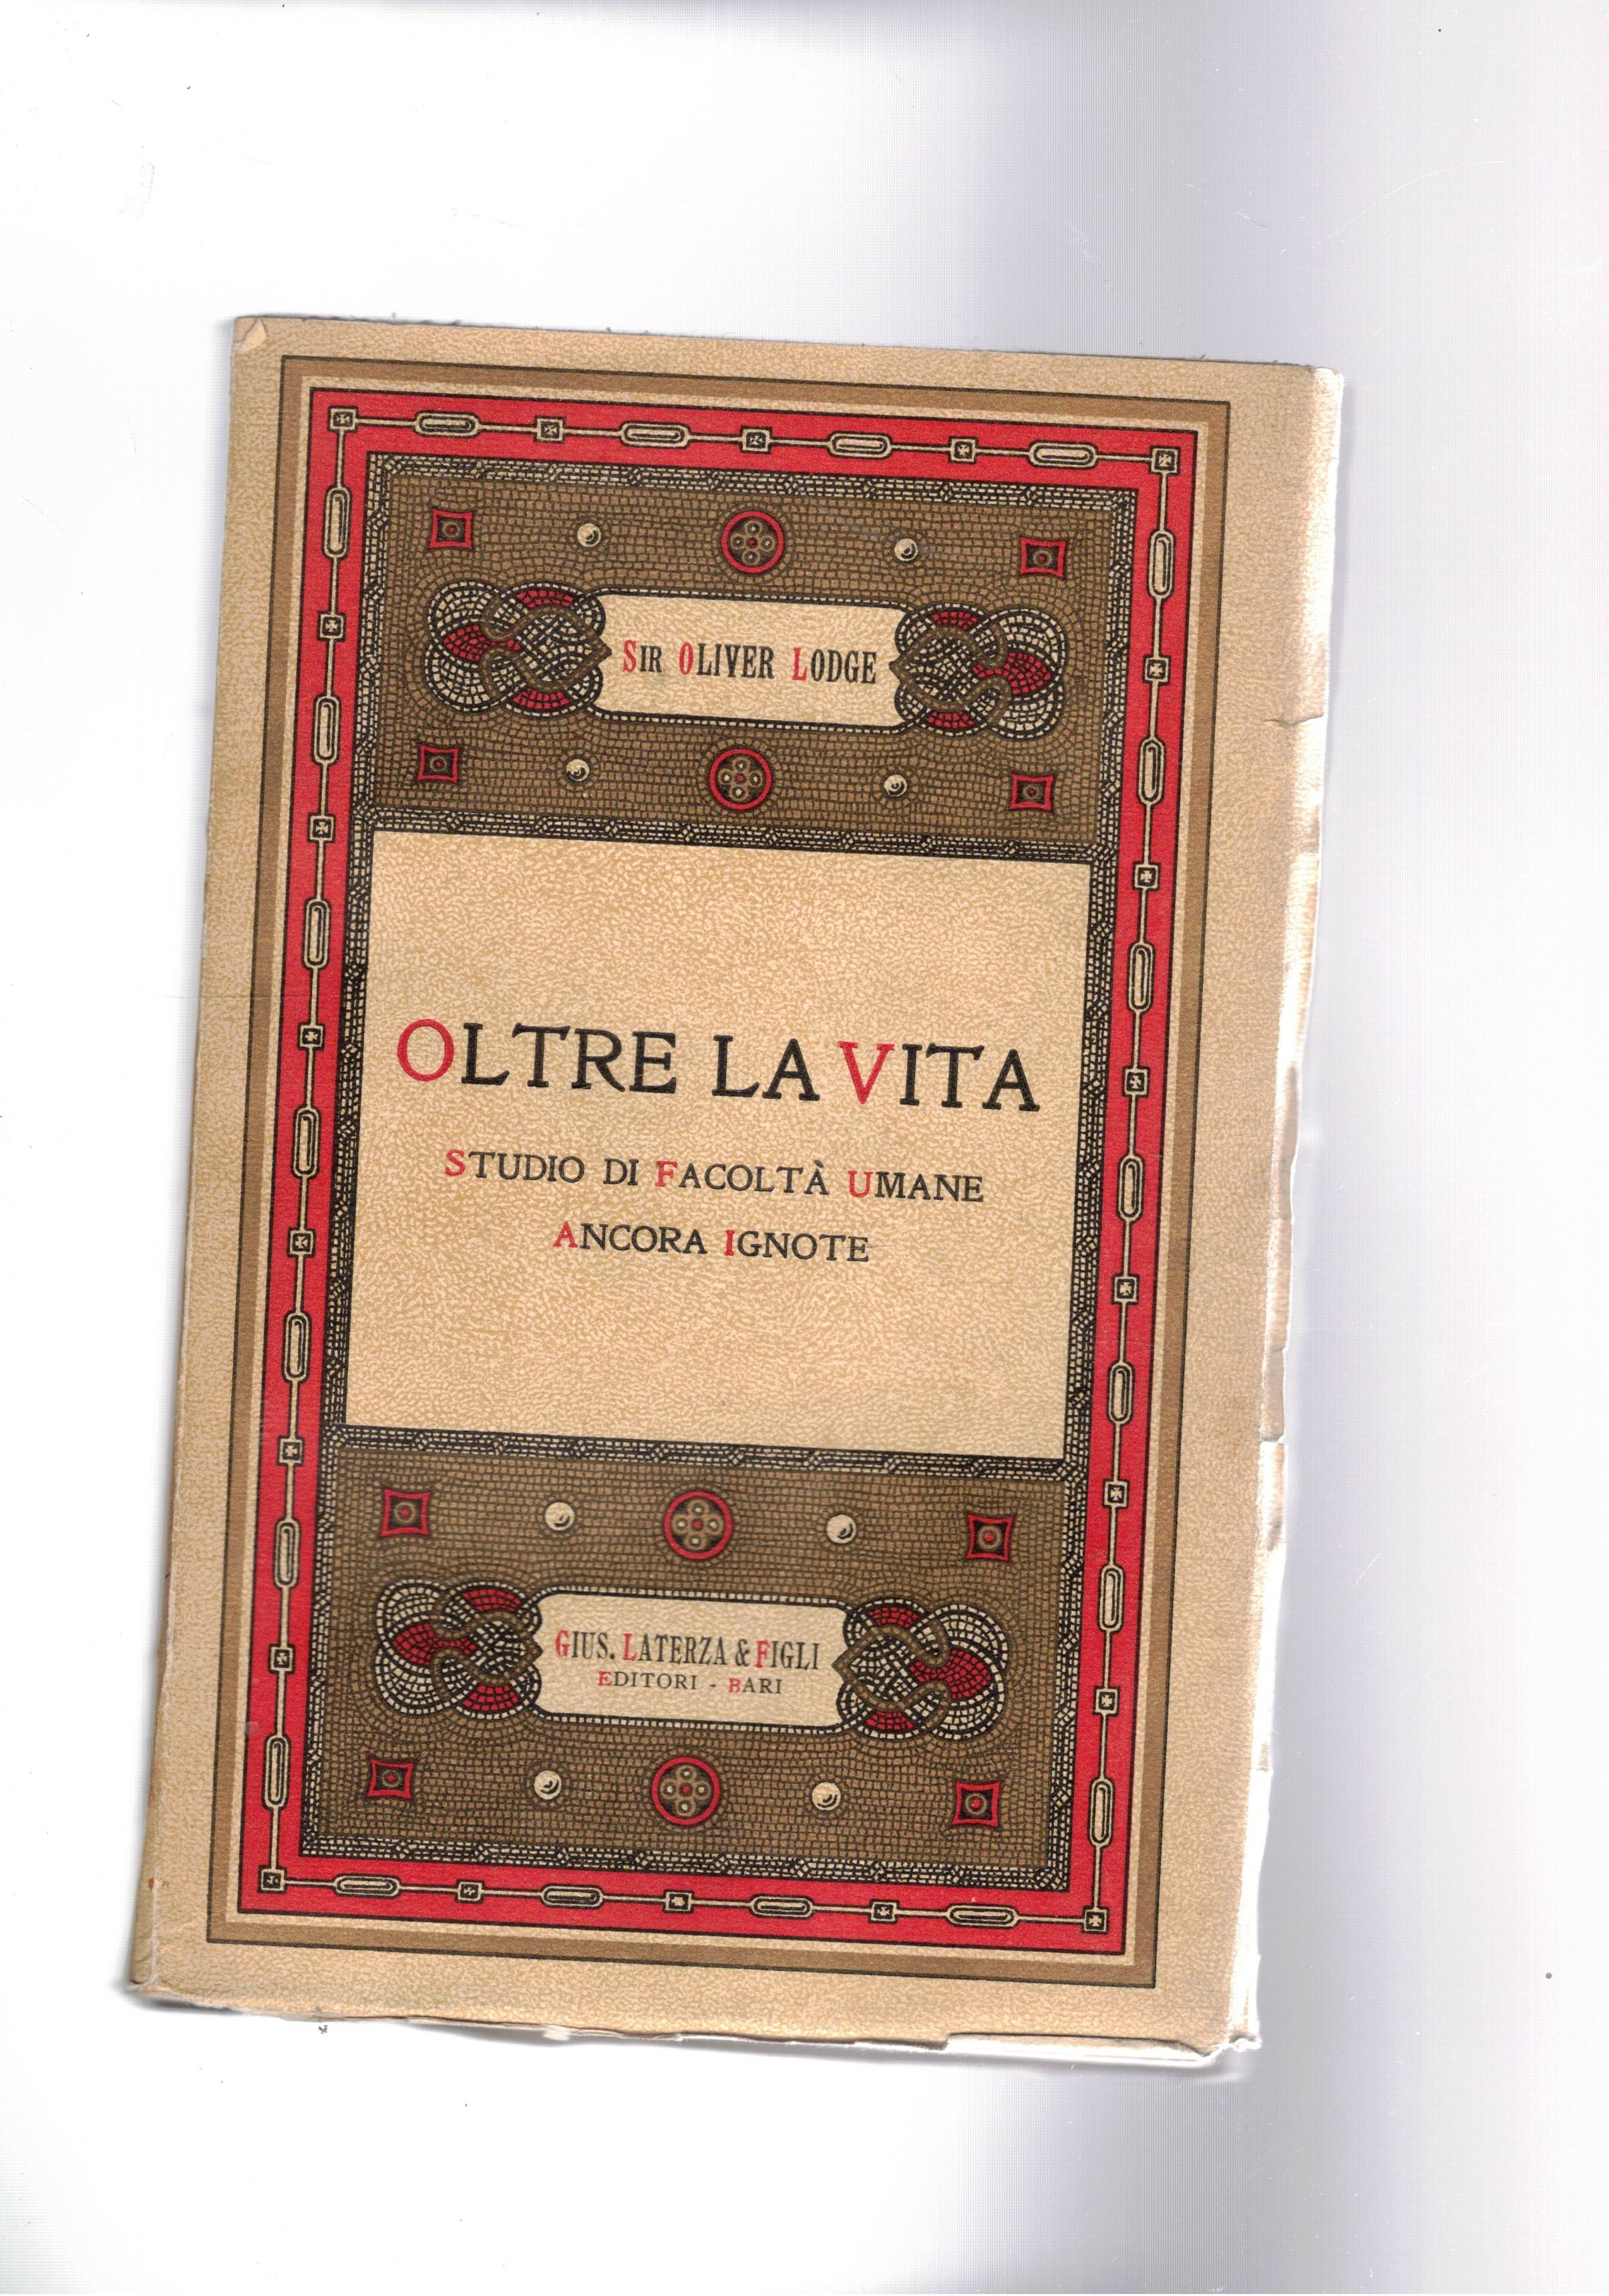 SIR OLIVER LODGE
OLTRE LA VITA
STUDIO DI FACOLTÀ UMANE
ANCORA IGNOTE
GIUS. LATERZA & FIGLI
EDITORI - BARI